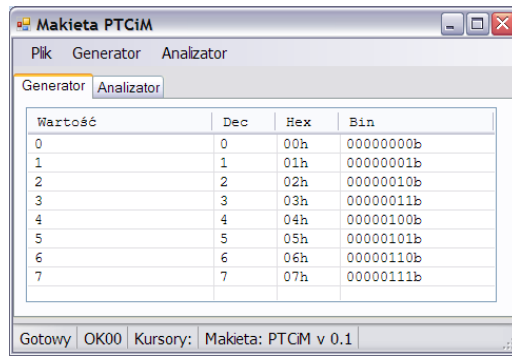 Makieta PTCiM
Plik Generator Analizator
Generator Analizator
Wartość Dec Hex Bin
0 0 00h 00000000b
1 1 01h 00000001b
2 2 02h 00000010b
3 3 03h 00000011b
4 4 04h 00000100b
5 5 05h 00000101b
6 6 06h 00000110b
7 7 07h 00000111b
Gotowy OK00 Kursory: Makieta: PTCiM v 0.1